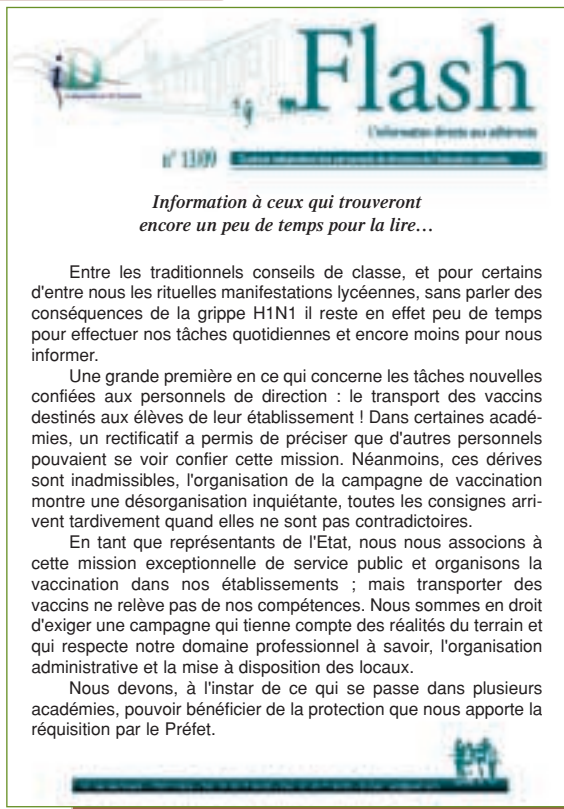 iD
Flash
L'information directe aux adhérents
n° 13/09
Information à ceux qui trouveront
encore un peu de temps pour la lire…
Entre les traditionnels conseils de classe, et pour certains
d'entre nous les rituelles manifestations lycéennes, sans parler des
conséquences de la grippe H1N1 il reste en effet peu de temps
pour effectuer nos tâches quotidiennes et encore moins pour nous
informer.
Une grande première en ce qui concerne les tâches nouvelles
confiées aux personnels de direction : le transport des vaccins
destinés aux élèves de leur établissement ! Dans certaines acadé-
mies, un rectificatif a permis de préciser que d'autres personnels
pouvaient se voir confier cette mission. Néanmoins, ces dérives
sont inadmissibles, l'organisation de la campagne de vaccination
montre une désorganisation inquiétante, toutes les consignes arri-
vent tardivement quand elles ne sont pas contradictoires.
En tant que représentants de l'Etat, nous nous associons à
cette mission exceptionnelle de service public et organisons la
vaccination dans nos établissements ; mais transporter des
vaccins ne relève pas de nos compétences. Nous sommes en droit
d'exiger une campagne qui tienne compte des réalités du terrain et
qui respecte notre domaine professionnel à savoir, l'organisation
administrative et la mise à disposition des locaux.
Nous devons, à l'instar de ce qui se passe dans plusieurs
académies, pouvoir bénéficier de la protection que nous apporte la
réquisition par le Préfet.